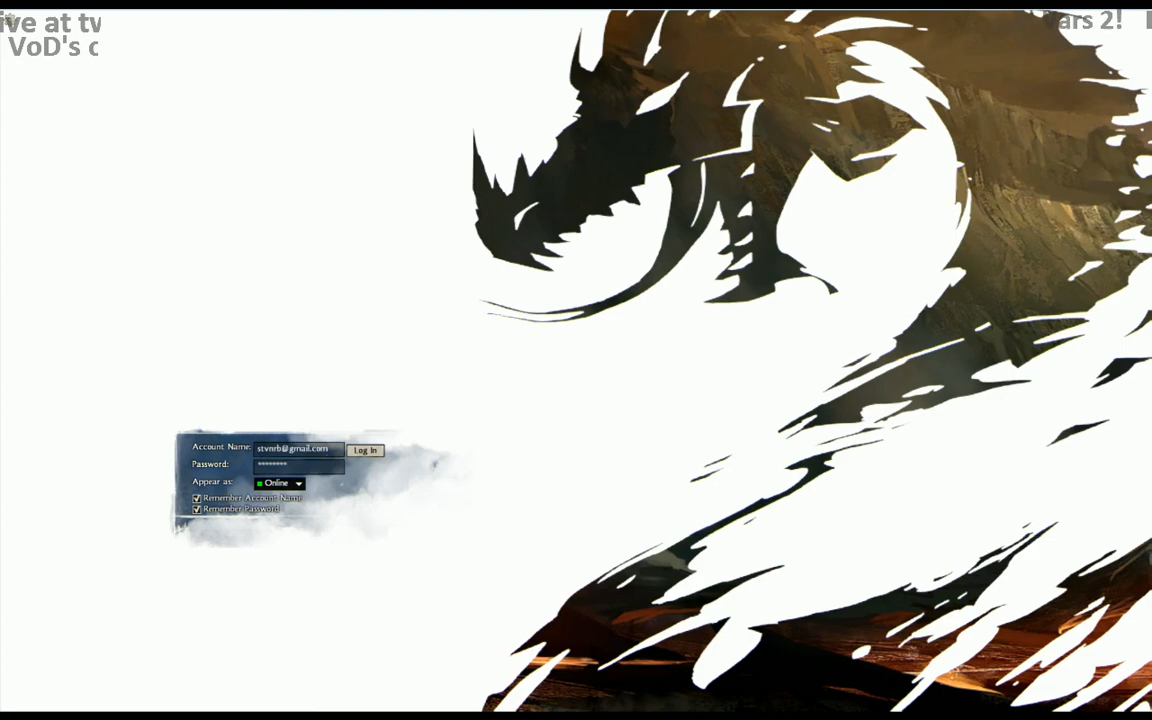 ive at tv
VoD's c
ars 2!
Account Name: stvnrb@gmail.com Log In
Password: ********
Appear as: Online
Remember Account Name
Remember Password